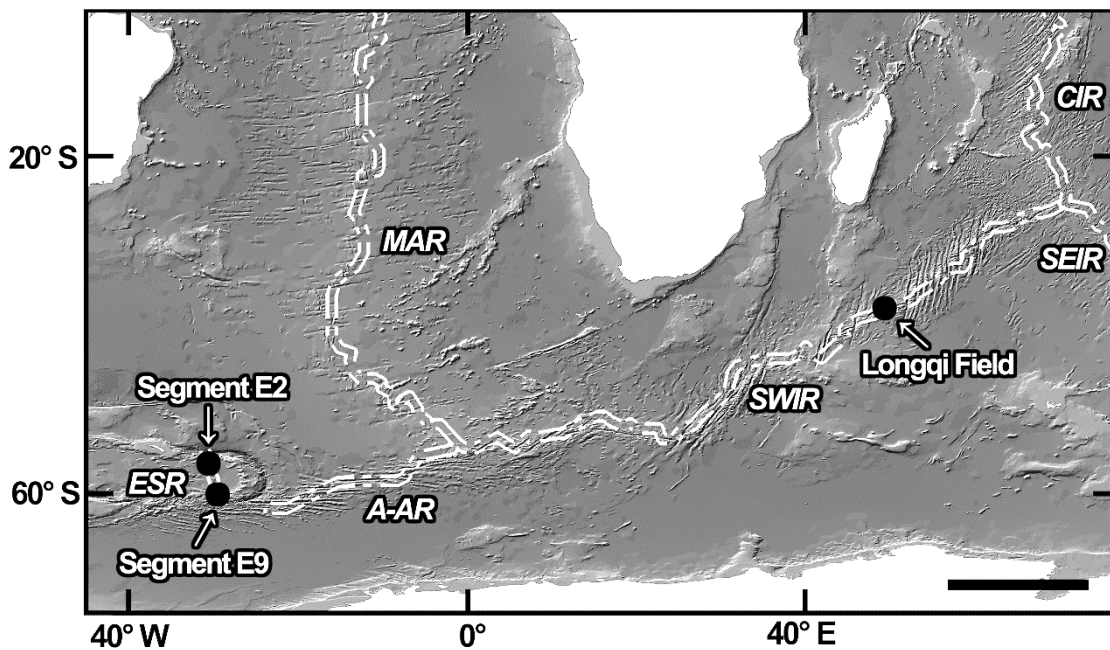 CIR
20° S
MAR
SEIR
Longqi Field
Segment E2
SWIR
ESR
60° S
A-AR
Segment E9
40° W
0°
40° E